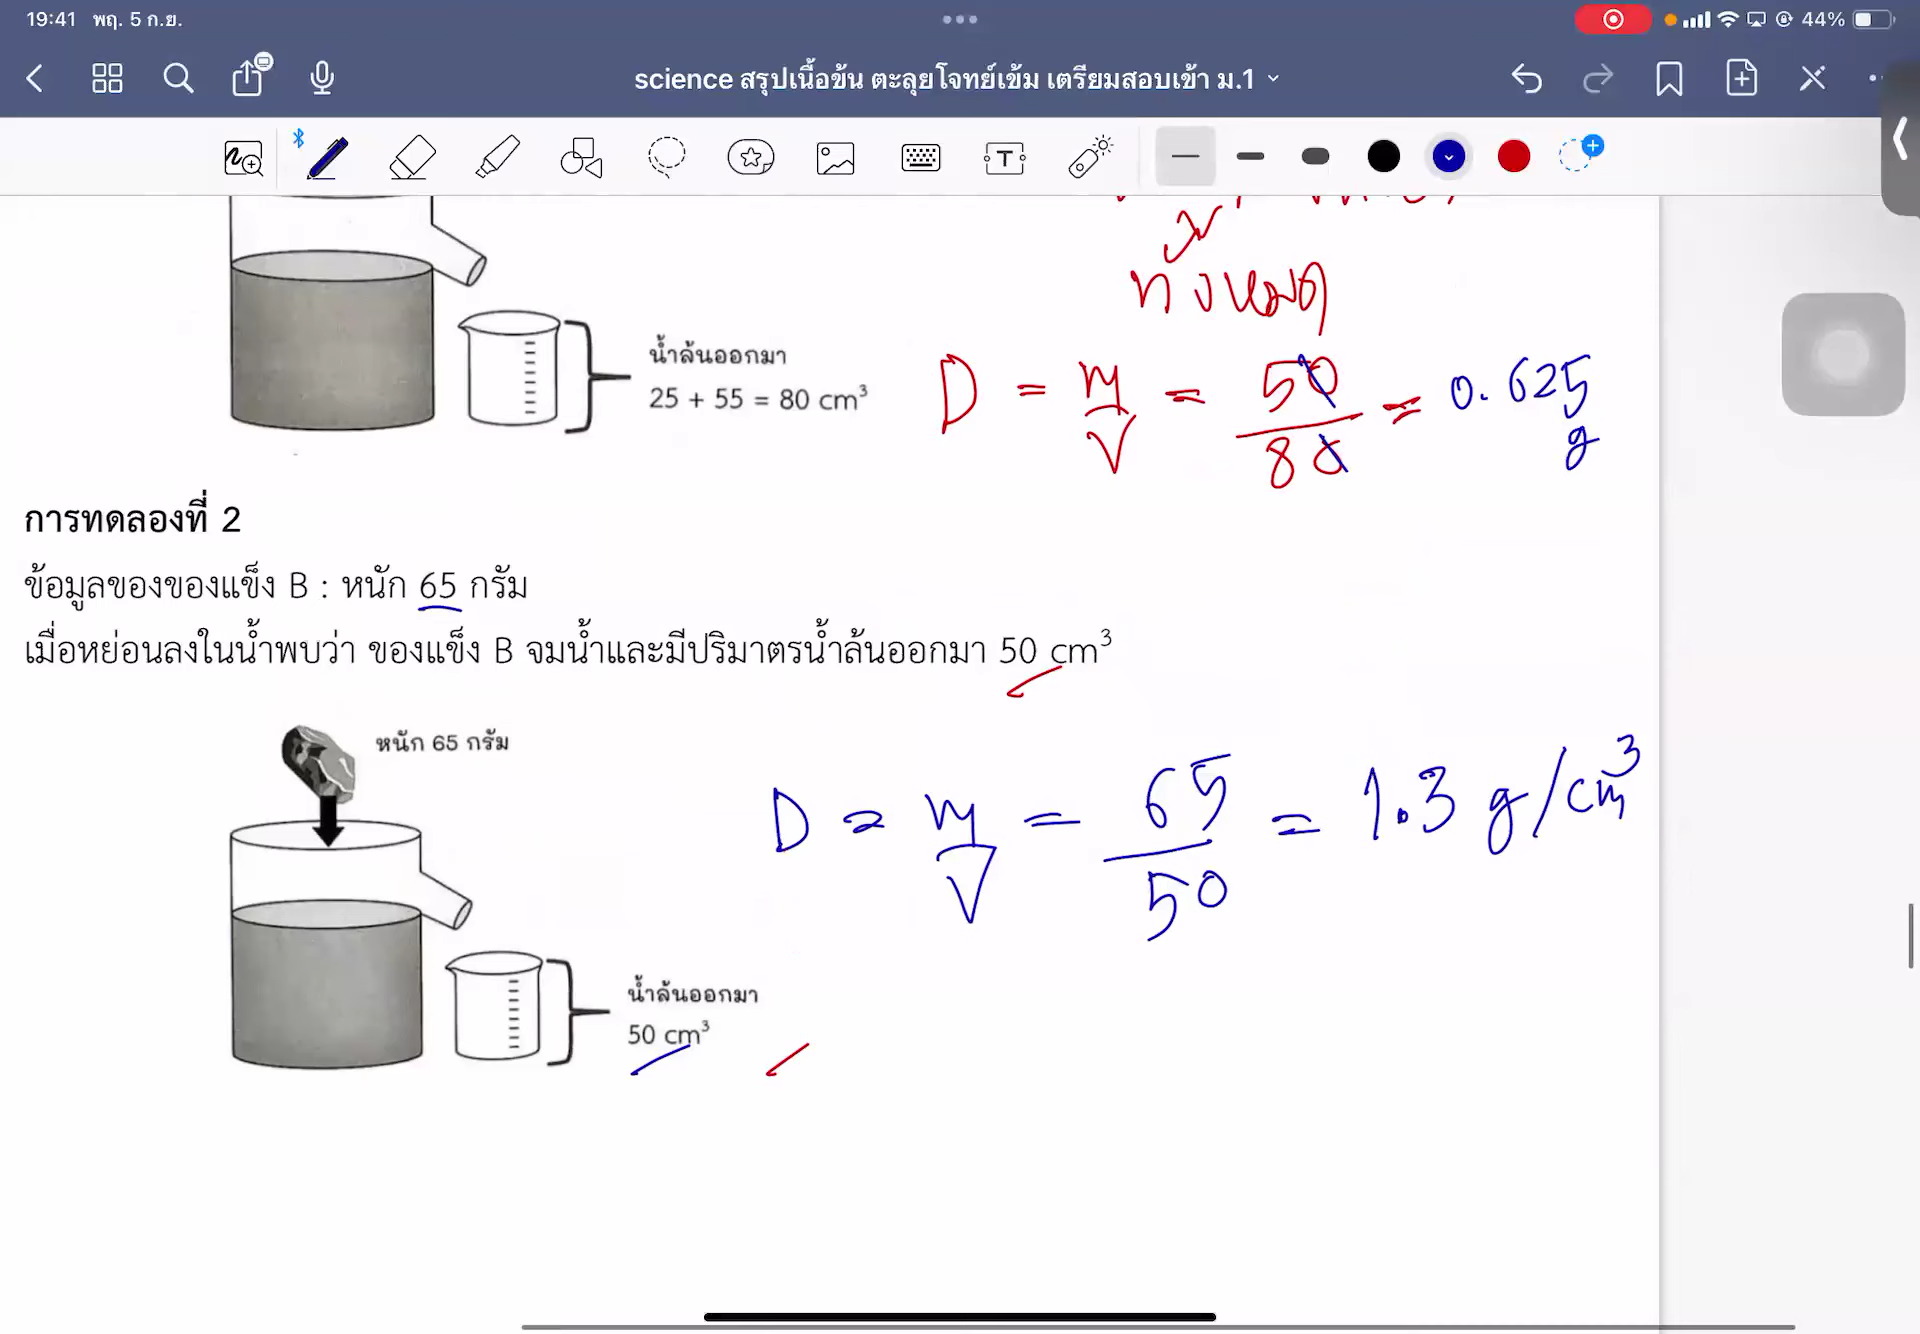 19:41 พฤ. 5 ก.ย.
44%
science สรุปเนื้อข้น ตะลุยโจทย์เข้ม เตรียมสอบเข้า ม.1
ทั้งหมด
น้ำล้นออกมา
25 + 55 = 80 cm³
D = m/V = 50/80 = 0.625 g
การทดลองที่ 2
ข้อมูลของของแข็ง B : หนัก 65 กรัม
เมื่อหย่อนลงในน้ำพบว่า ของแข็ง B จมน้ำและมีปริมาตรน้ำล้นออกมา 50 cm³
หนัก 65 กรัม
D = m/V = 65/50 = 1.3 g/cm³
น้ำล้นออกมา
50 cm³